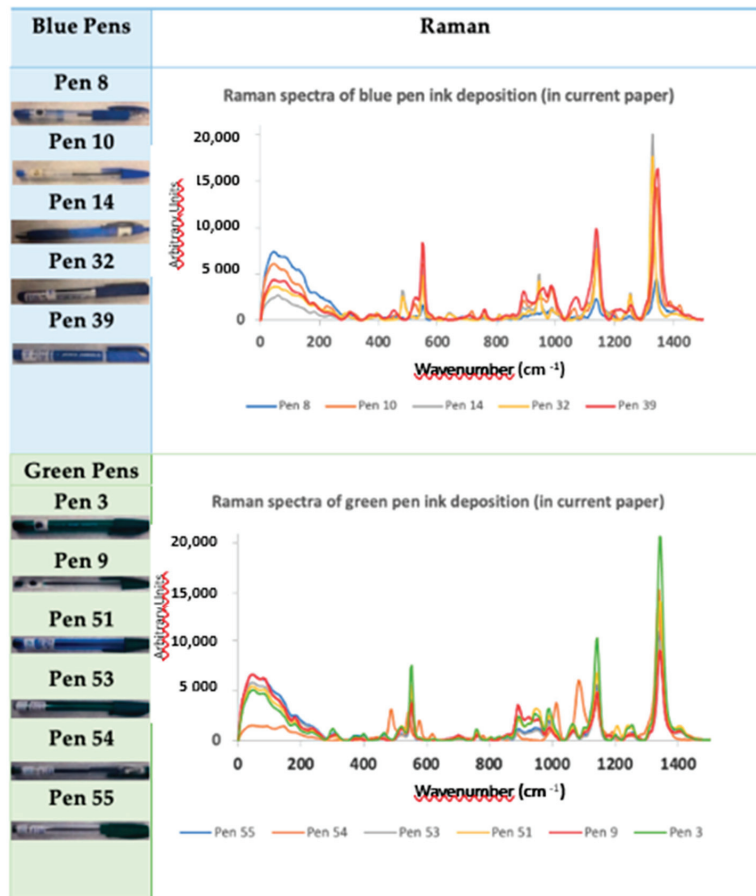 Blue Pens
Raman
Pen 8
Pen 10
Pen 14
Pen 32
Pen 39
Raman spectra of blue pen ink deposition (in current paper)
20,000
15,000
10,000
5 000
0
Arbitrary Units
0 200 400 600 800 1000 1200 1400
Wavenumber (cm -1)
Pen 8 Pen 10 Pen 14 Pen 32 Pen 39
Green Pens
Pen 3
Pen 9
Pen 51
Pen 53
Pen 54
Pen 55
Raman spectra of green pen ink deposition (in current paper)
20,000
15,000
10,000
5 000
0
Arbitrary Units
0 200 400 600 800 1000 1200 1400
Wavenumber (cm -1)
Pen 55 Pen 54 Pen 53 Pen 51 Pen 9 Pen 3